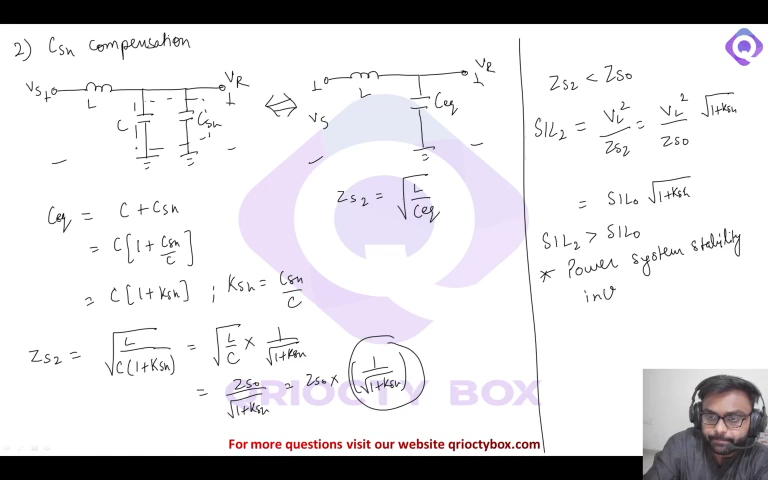 2) Csh compensation
Vs L VR
C Csh
⇔
L VR
Vs Ceq
Ceq = C + Csh
= C[1 + Csh/C]
= C[1+Ksh] ; Ksh = Csh/C
Zs2 = √(L/Ceq)
Zs2 = √(L/C(1+Ksh)) = √(L/C) × 1/√(1+Ksh)
= Zs0/√(1+Ksh) = Zs0 × (1/√(1+Ksh))
Zs2 < Zs0
SIL2 = VL²/Zs2 = VL²/Zs0 √(1+Ksh)
= SIL0 √(1+Ksh)
SIL2 > SIL0
* Power system stability
QRIOCTY BOX
For more questions visit our website qrioctybox.com